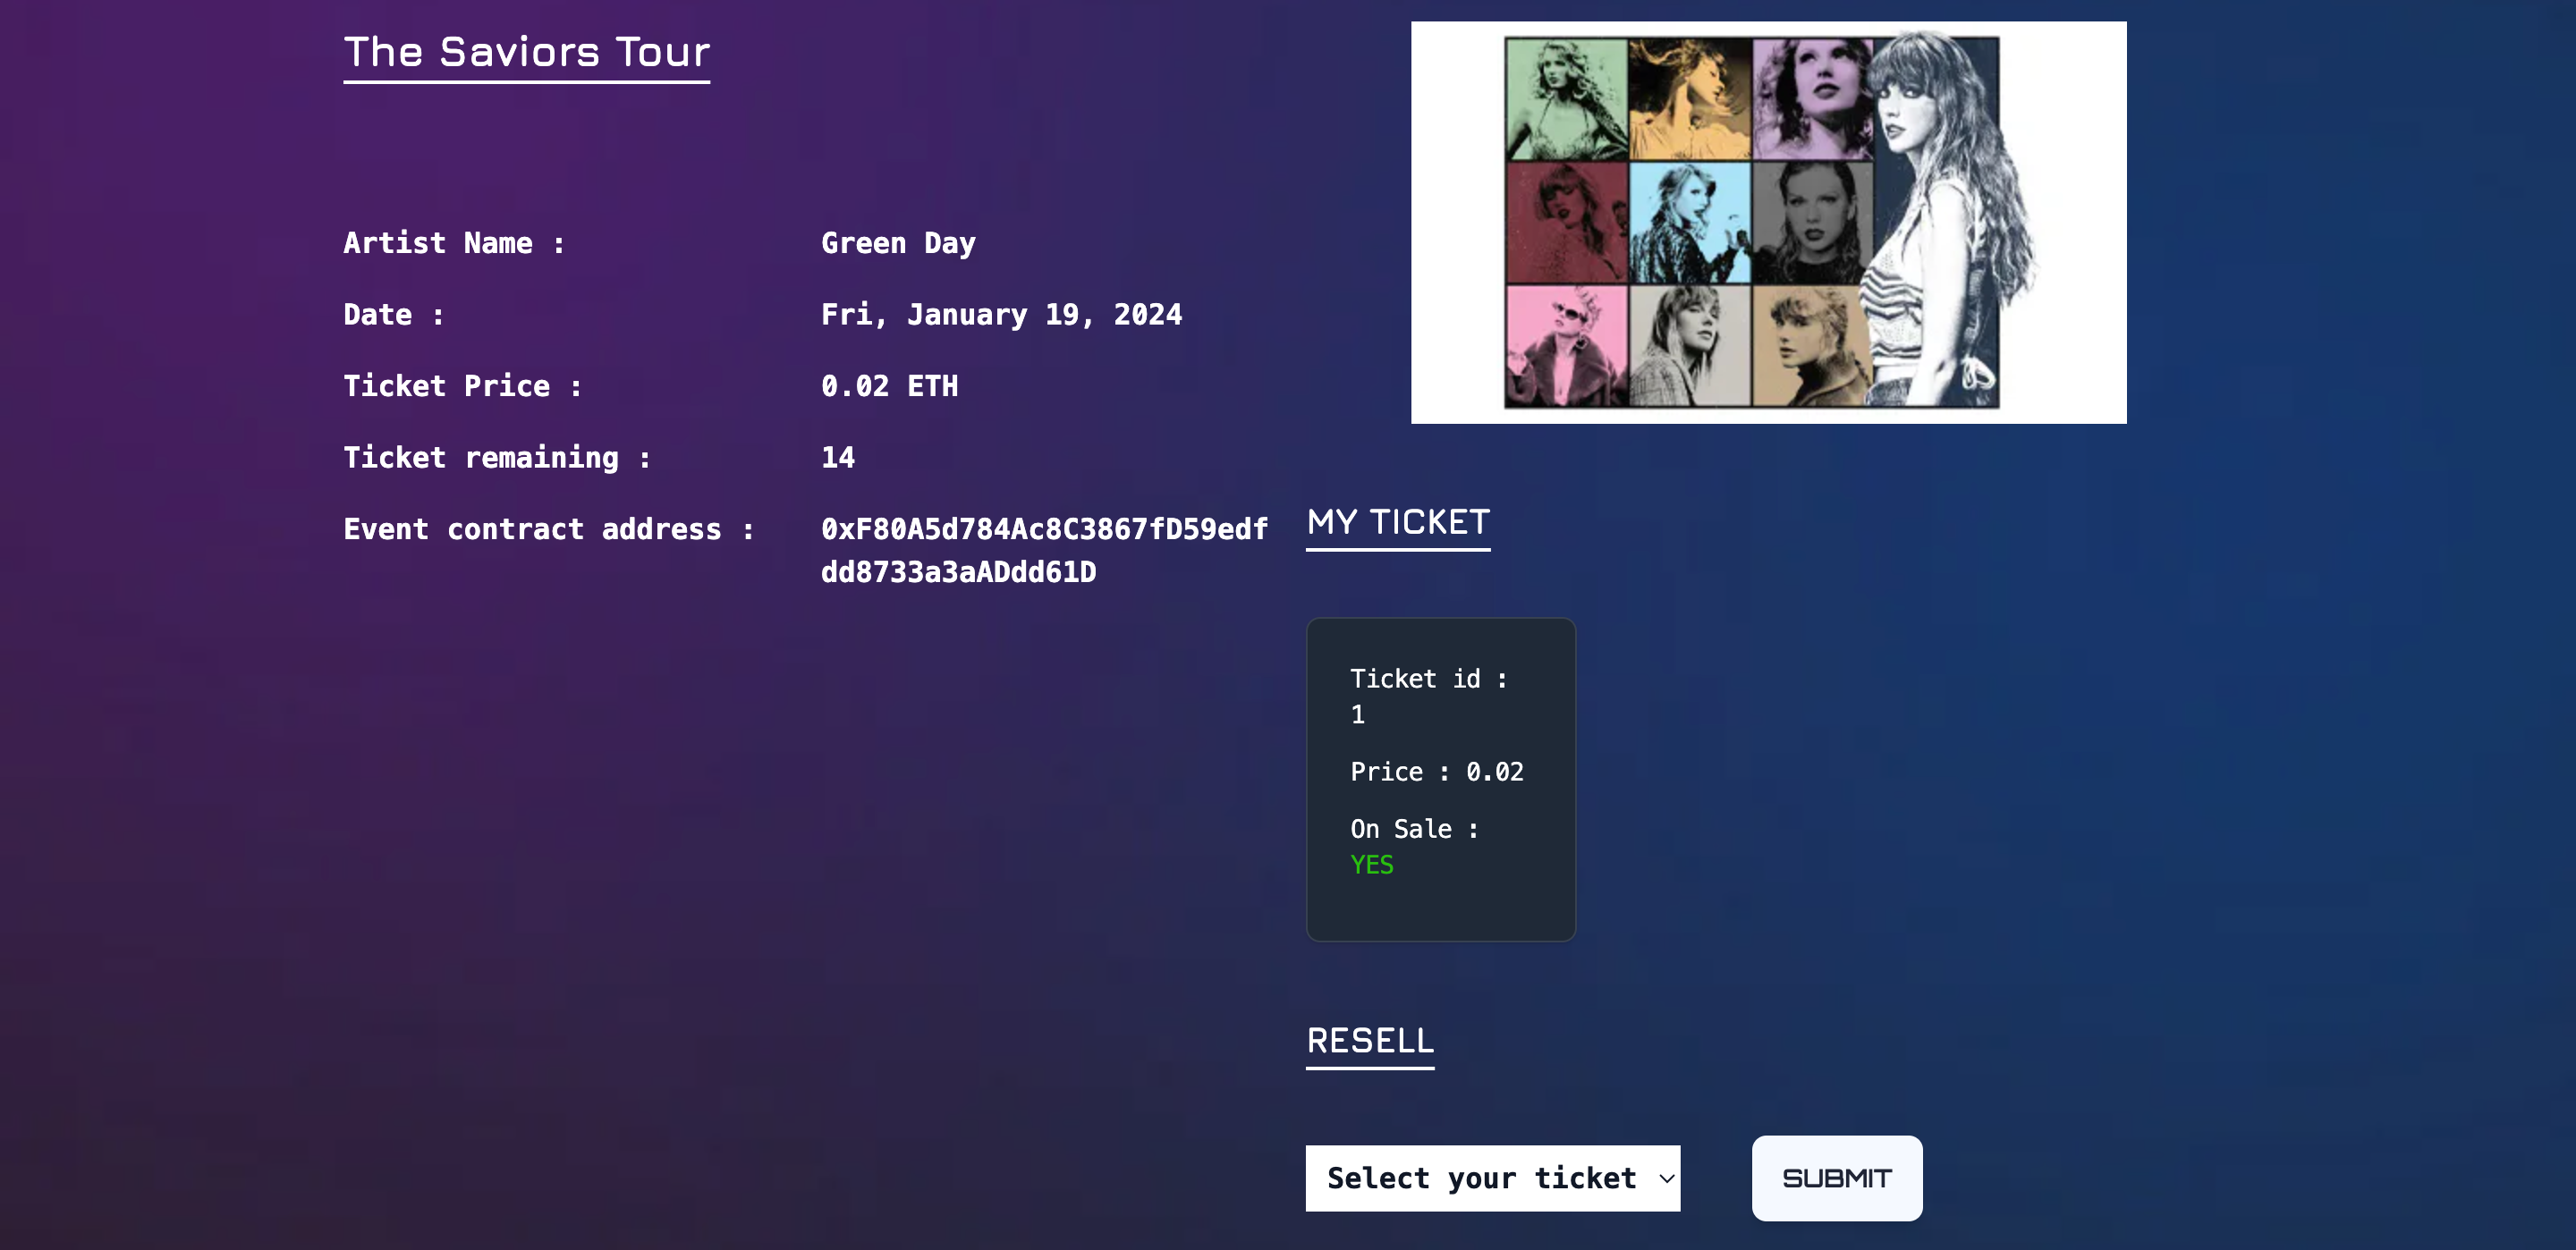 The Saviors Tour
Artist Name :
Green Day
Date :
Fri, January 19, 2024
Ticket Price :
0.02 ETH
Ticket remaining :
14
Event contract address :
0xF80A5d784Ac8C3867fD59edf
dd8733a3aADdd61D
MY TICKET
Ticket id :
1
Price : 0.02
On Sale :
YES
RESELL
Select your ticket
SUBMIT